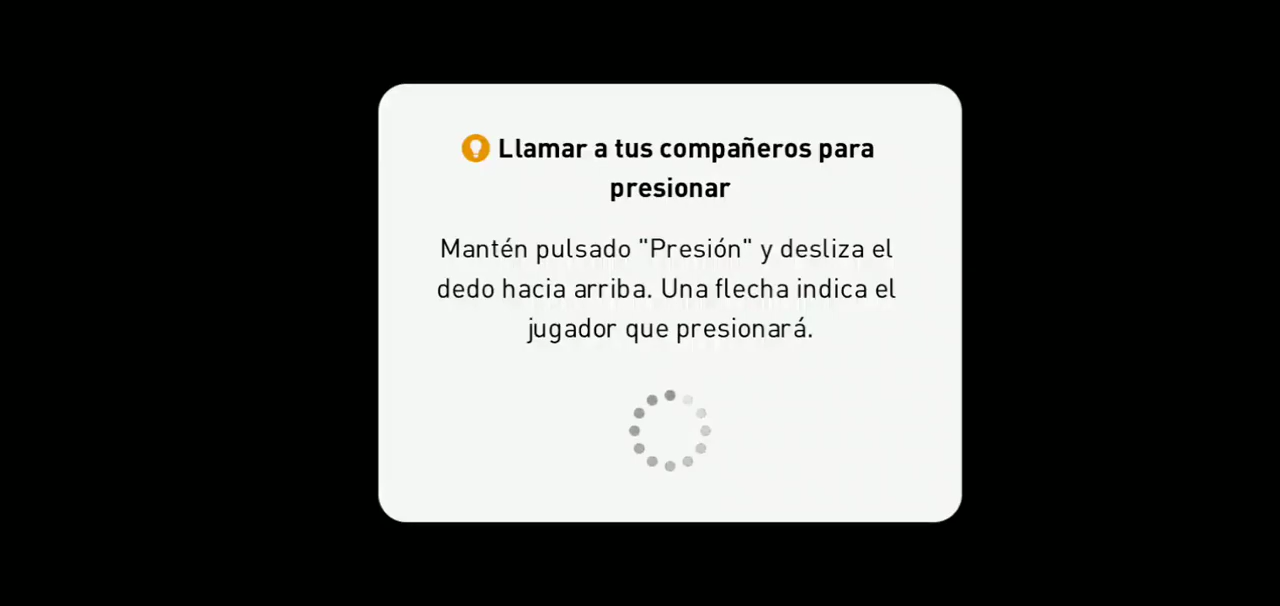 Llamar a tus compañeros para
presionar
Mantén pulsado "Presión" y desliza el
dedo hacia arriba. Una flecha indica el
jugador que presionará.